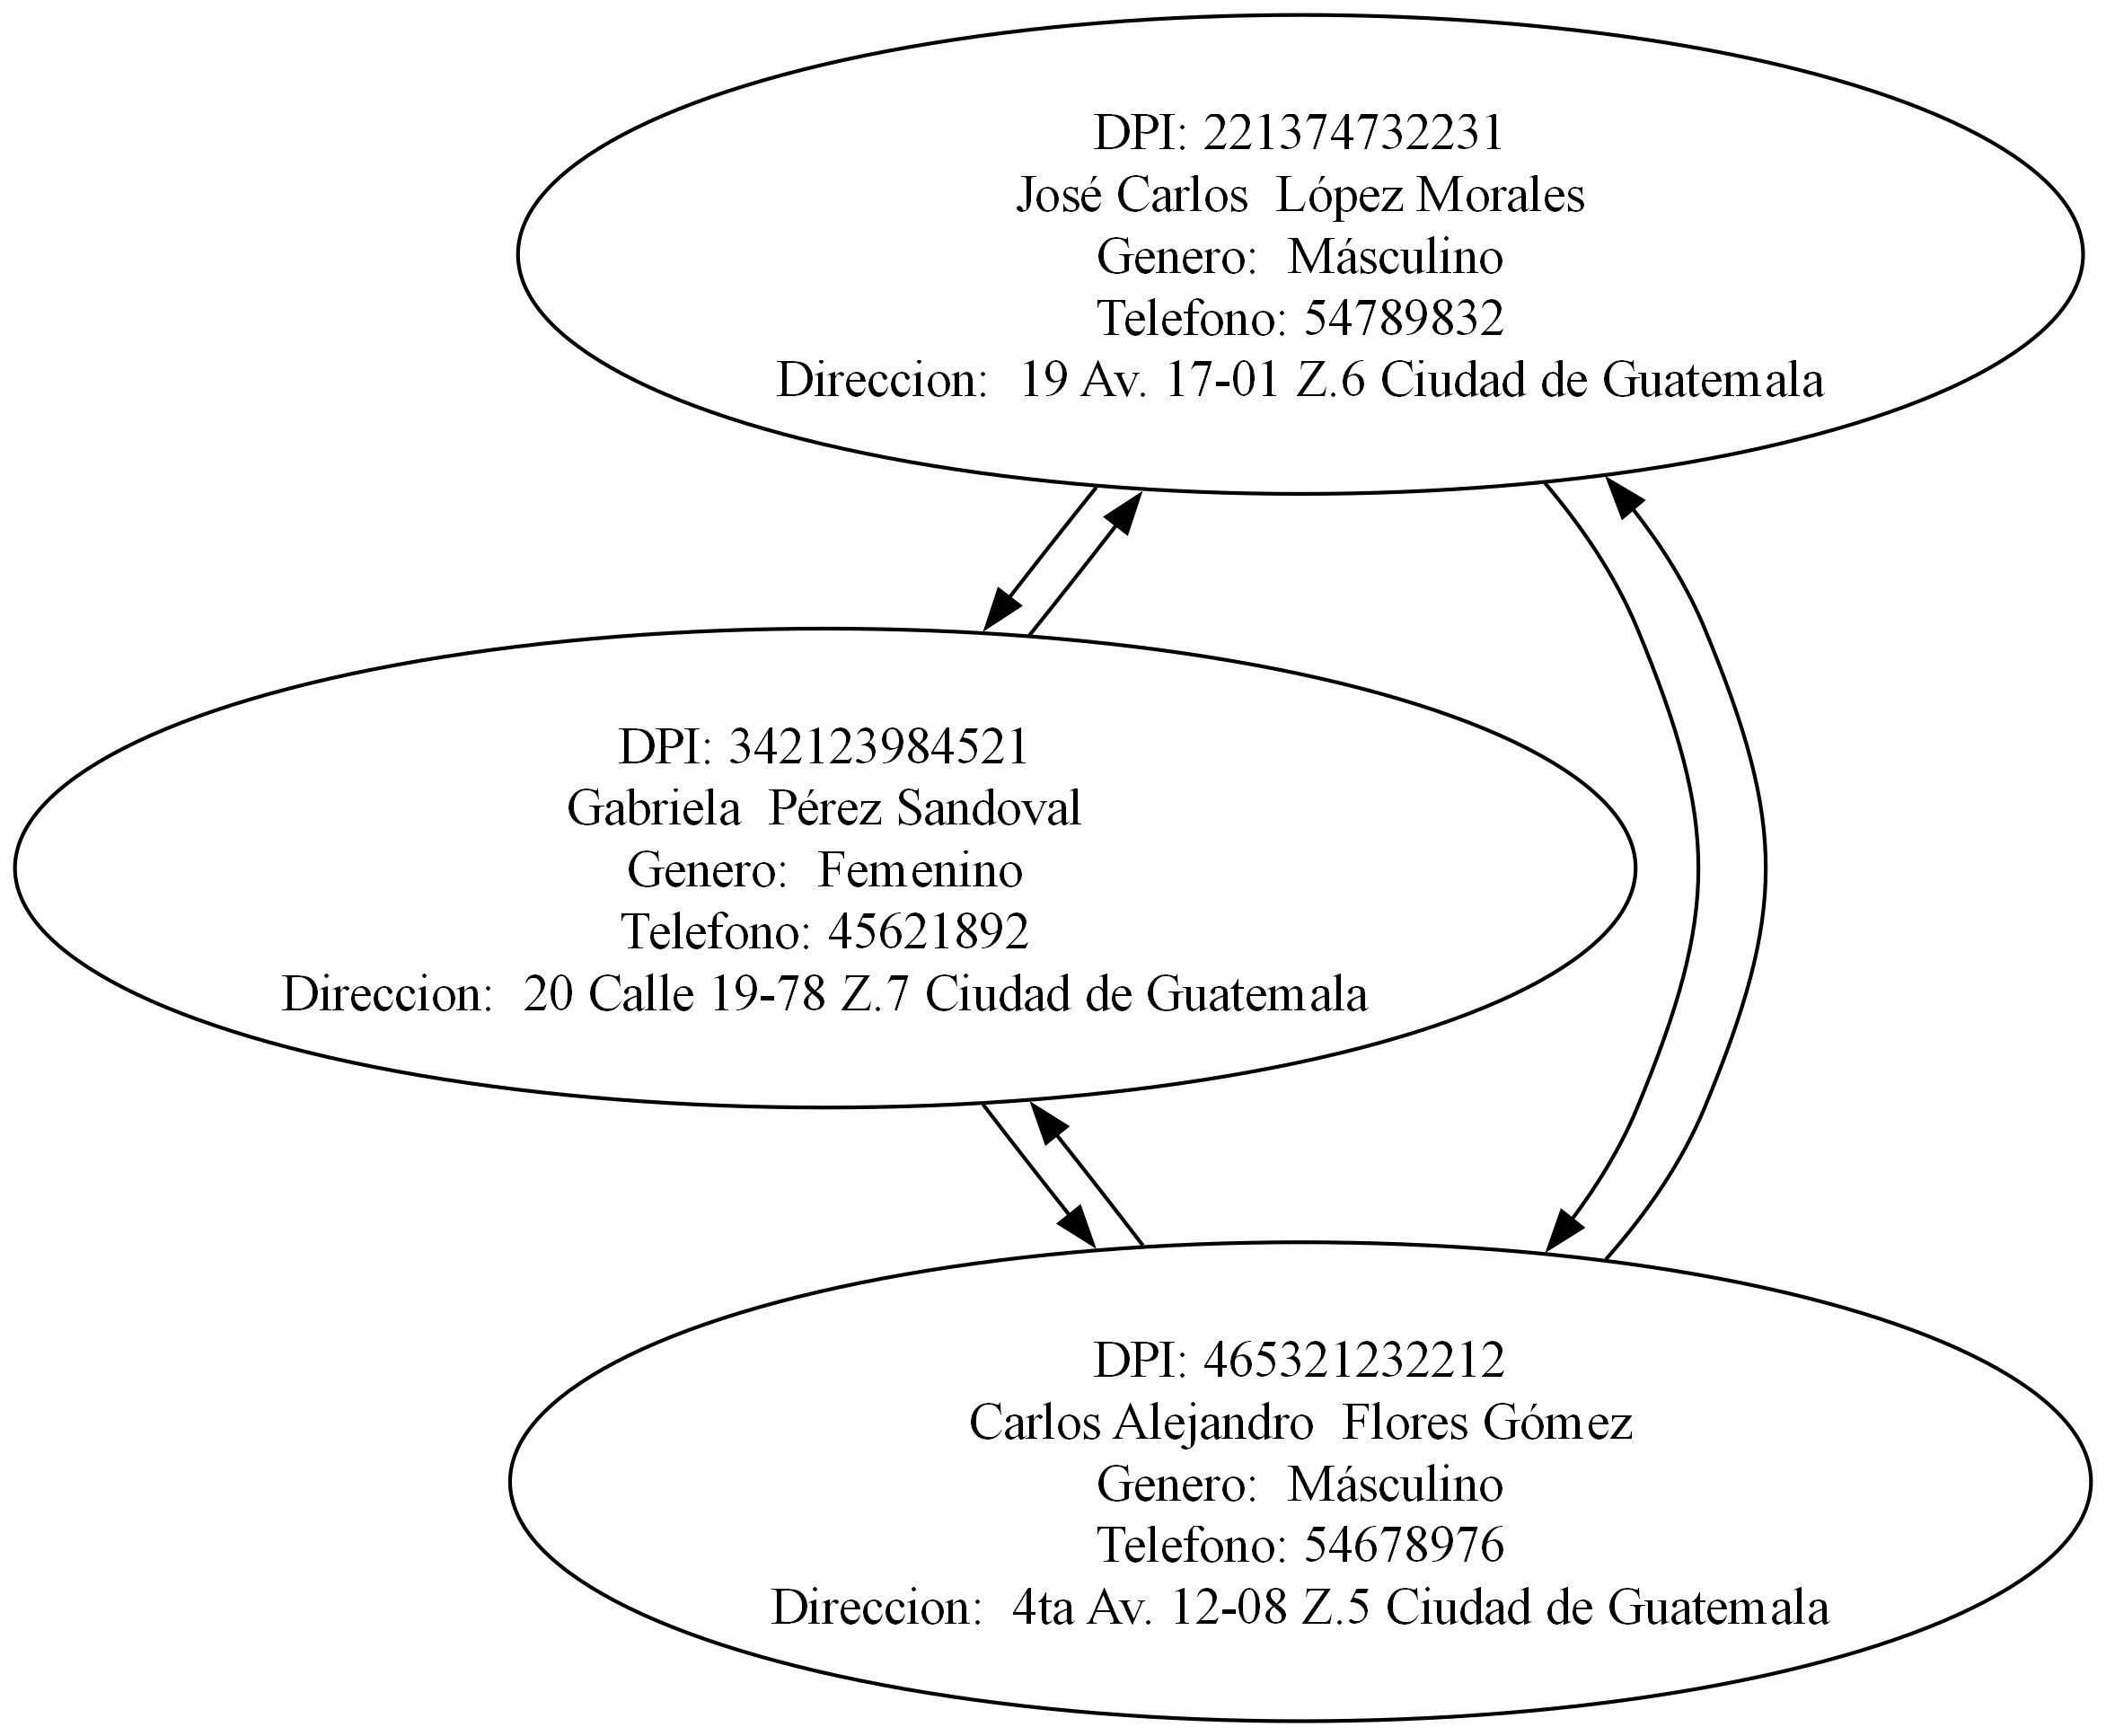 DPI: 221374732231
José Carlos  López Morales
Genero:  Másculino
Telefono: 54789832
Direccion:  19 Av. 17-01 Z.6 Ciudad de Guatemala
DPI: 342123984521
Gabriela  Pérez Sandoval
Genero:  Femenino
Telefono: 45621892
Direccion:  20 Calle 19-78 Z.7 Ciudad de Guatemala
DPI: 465321232212
Carlos Alejandro  Flores Gómez
Genero:  Másculino
Telefono: 54678976
Direccion:  4ta Av. 12-08 Z.5 Ciudad de Guatemala